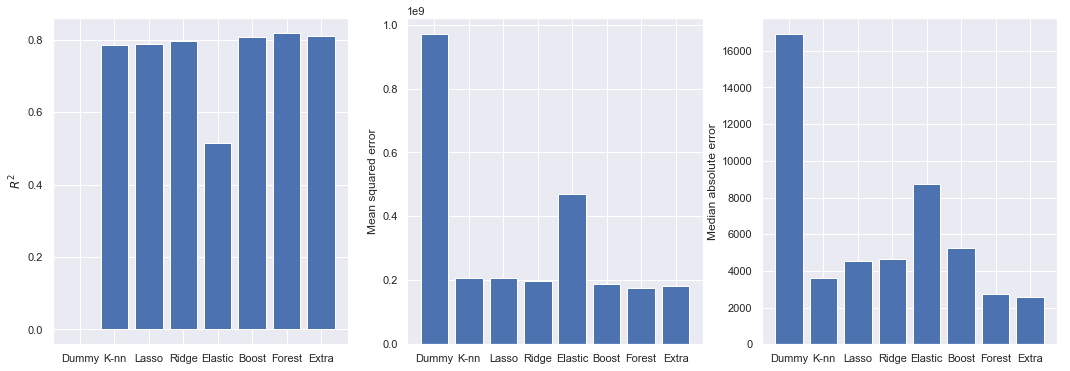 R²
0.8
0.6
0.4
0.2
0.0
Dummy K-nn Lasso Ridge Elastic Boost Forest Extra
1e9
Mean squared error
1.0
0.8
0.6
0.4
0.2
0.0
Dummy K-nn Lasso Ridge Elastic Boost Forest Extra
Median absolute error
16000
14000
12000
10000
8000
6000
4000
2000
0
Dummy K-nn Lasso Ridge Elastic Boost Forest Extra